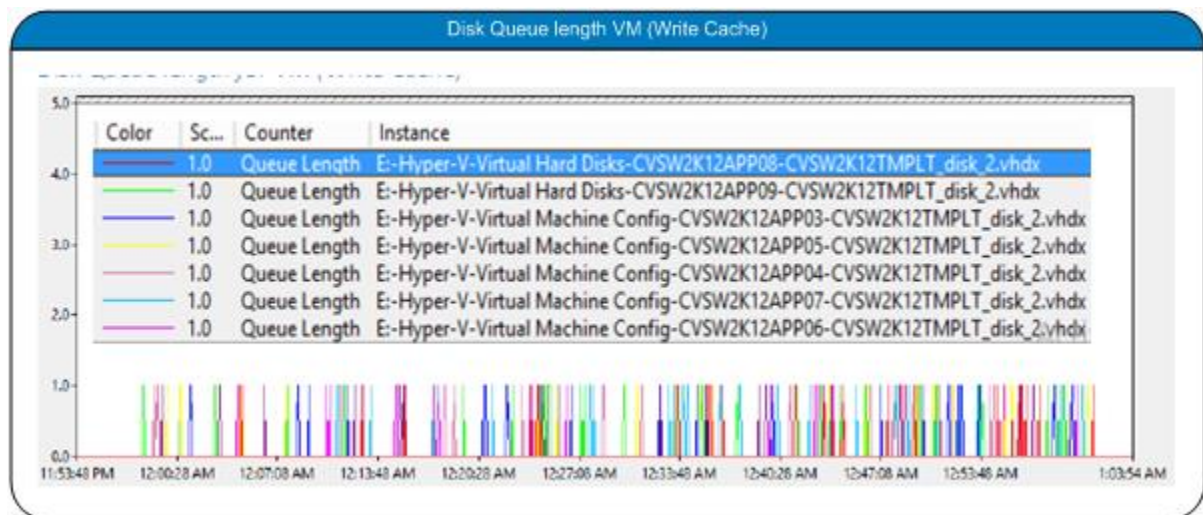 Disk Queue length VM (Write Cache)
5.0
Color Sc... Counter Instance
1.0 Queue Length E:-Hyper-V-Virtual Hard Disks-CVSW2K12APP08-CVSW2K12TMPLT_disk_2.vhdx
4.0
1.0 Queue Length E:-Hyper-V-Virtual Hard Disks-CVSW2K12APP09-CVSW2K12TMPLT_disk_2.vhdx
1.0 Queue Length E:-Hyper-V-Virtual Machine Config-CVSW2K12APP03-CVSW2K12TMPLT_disk_2.vhdx
3.0
1.0 Queue Length E:-Hyper-V-Virtual Machine Config-CVSW2K12APP05-CVSW2K12TMPLT_disk_2.vhdx
1.0 Queue Length E:-Hyper-V-Virtual Machine Config-CVSW2K12APP04-CVSW2K12TMPLT_disk_2.vhdx
1.0 Queue Length E:-Hyper-V-Virtual Machine Config-CVSW2K12APP07-CVSW2K12TMPLT_disk_2.vhdx
2.0
1.0 Queue Length E:-Hyper-V-Virtual Machine Config-CVSW2K12APP06-CVSW2K12TMPLT_disk_2.vhdx
1.0
0.0
11:53:48 PM 12:00:28 AM 12:07:08 AM 12:13:48 AM 12:20:28 AM 12:27:08 AM 12:33:48 AM 12:40:28 AM 12:47:08 AM 12:53:48 AM 1:03:54 AM